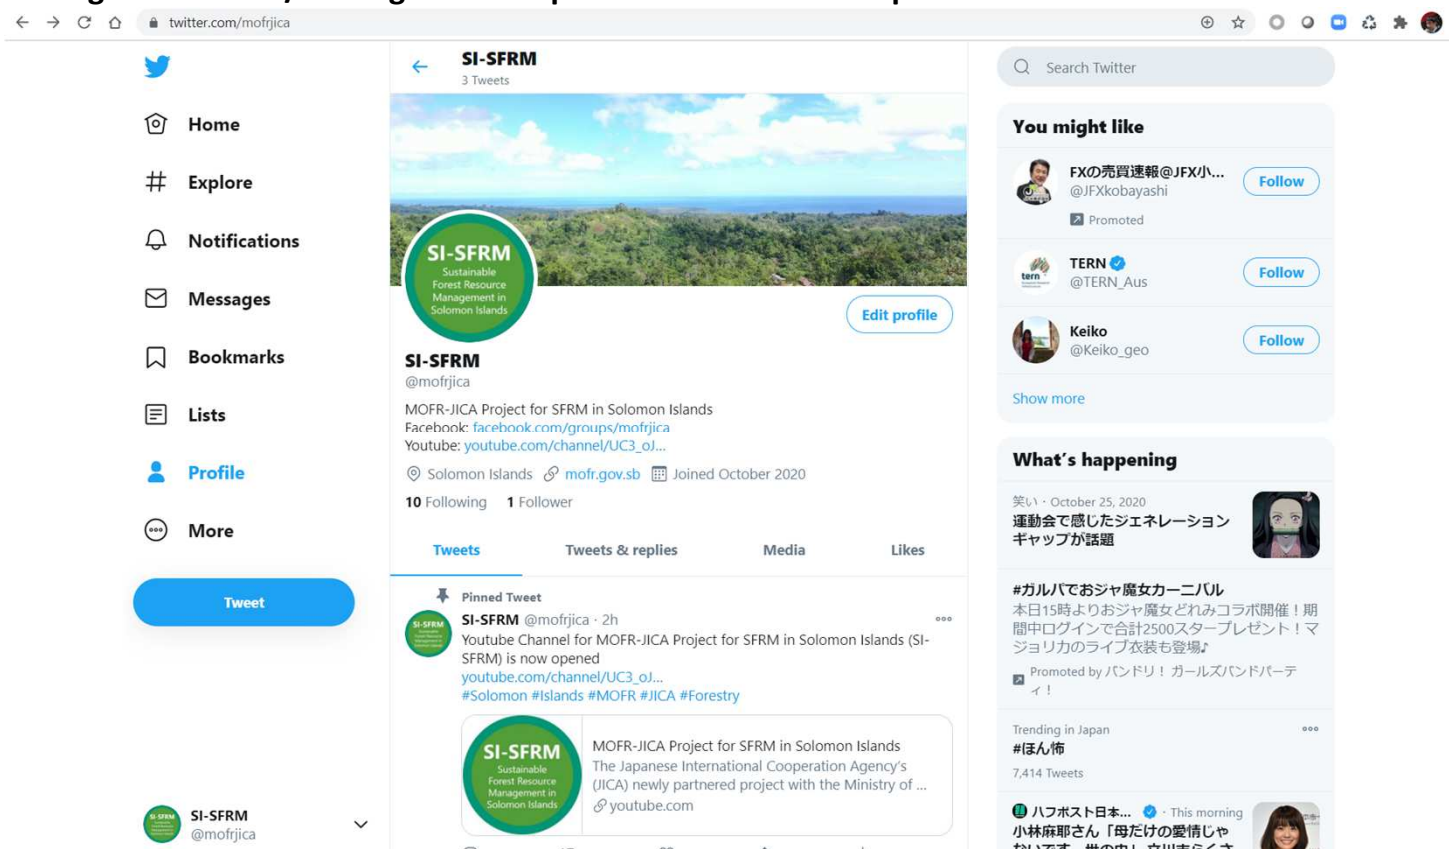 twitter.com/mofrjica
Home
Explore
Notifications
Messages
Bookmarks
Lists
Profile
More
Tweet
SI-SFRM
@mofrjica
SI-SFRM
3 Tweets
SI-SFRM
Sustainable
Forest Resource
Management in
Solomon Islands
Edit profile
SI-SFRM
@mofrjica
MOFR-JICA Project for SFRM in Solomon Islands
Facebook: facebook.com/groups/mofrjica
Youtube: youtube.com/channel/UC3_oJ...
Solomon Islands mofr.gov.sb Joined October 2020
10 Following 1 Follower
Tweets Tweets & replies Media Likes
Pinned Tweet
SI-SFRM @mofrjica · 2h
Youtube Channel for MOFR-JICA Project for SFRM in Solomon Islands (SI-
SFRM) is now opened
youtube.com/channel/UC3_oJ...
#Solomon #Islands #MOFR #JICA #Forestry
SI-SFRM
Sustainable
Forest Resource
Management in
Solomon Islands
MOFR-JICA Project for SFRM in Solomon Islands
The Japanese International Cooperation Agency's
(JICA) newly partnered project with the Ministry of ...
youtube.com
Search Twitter
You might like
FXの売買速報@JFX小...
@JFXkobayashi
Follow
Promoted
tern
TERN
@TERN_Aus
Follow
Keiko
@Keiko_geo
Follow
Show more
What's happening
笑い · October 25, 2020
運動会で感じたジェネレーション
ギャップが話題
#ガルパでおジャ魔女カーニバル
本日15時よりおジャ魔女どれみコラボ開催！期
間中ログインで合計2500スタープレゼント！マ
ジョリカのライブ衣装も登場♪
Promoted by バンドリ！ ガールズバンドパーテ
ィ！
Trending in Japan
#ほん怖
7,414 Tweets
ハフポスト日本... · This morning
小林麻耶さん「母だけの愛情じゃ